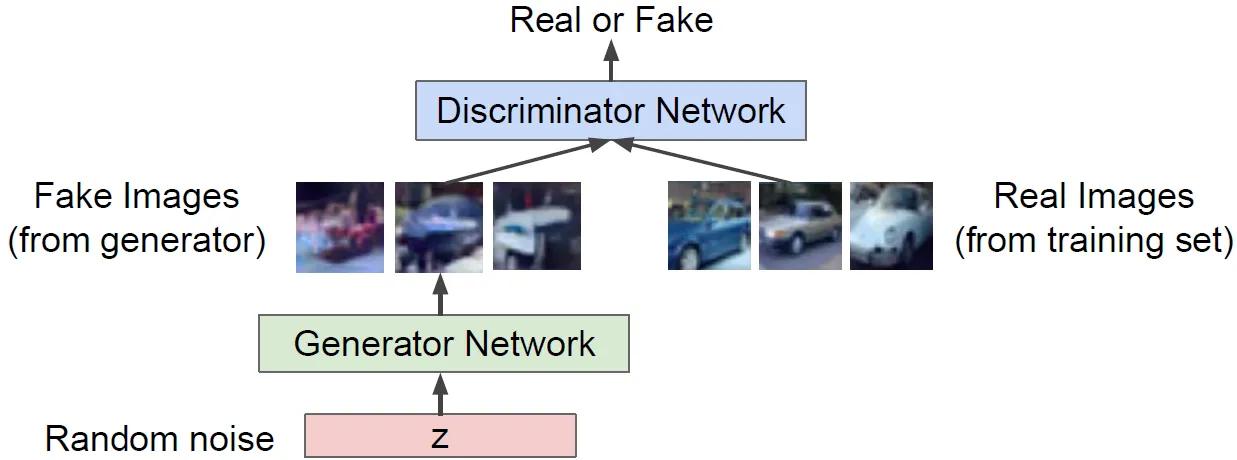 Real or Fake
Discriminator Network
Fake Images
(from generator)
Real Images
(from training set)
Generator Network
Random noise
z